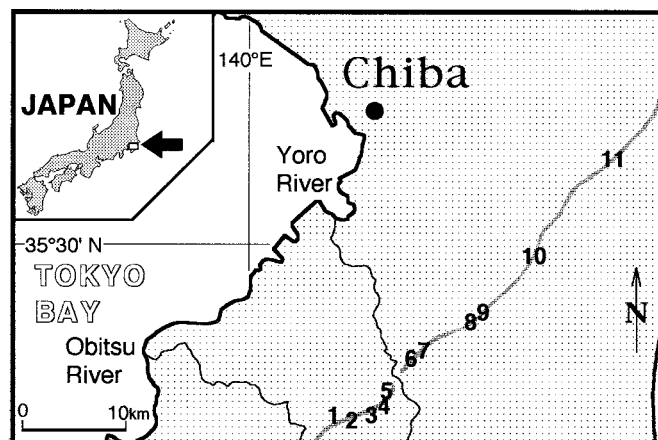 JAPAN
140°E
Chiba
Yoro
River
11
35°30' N
10
TOKYO
BAY
N
8 9
Obitsu
River
6 7
5
4
3
2
1
0 10km